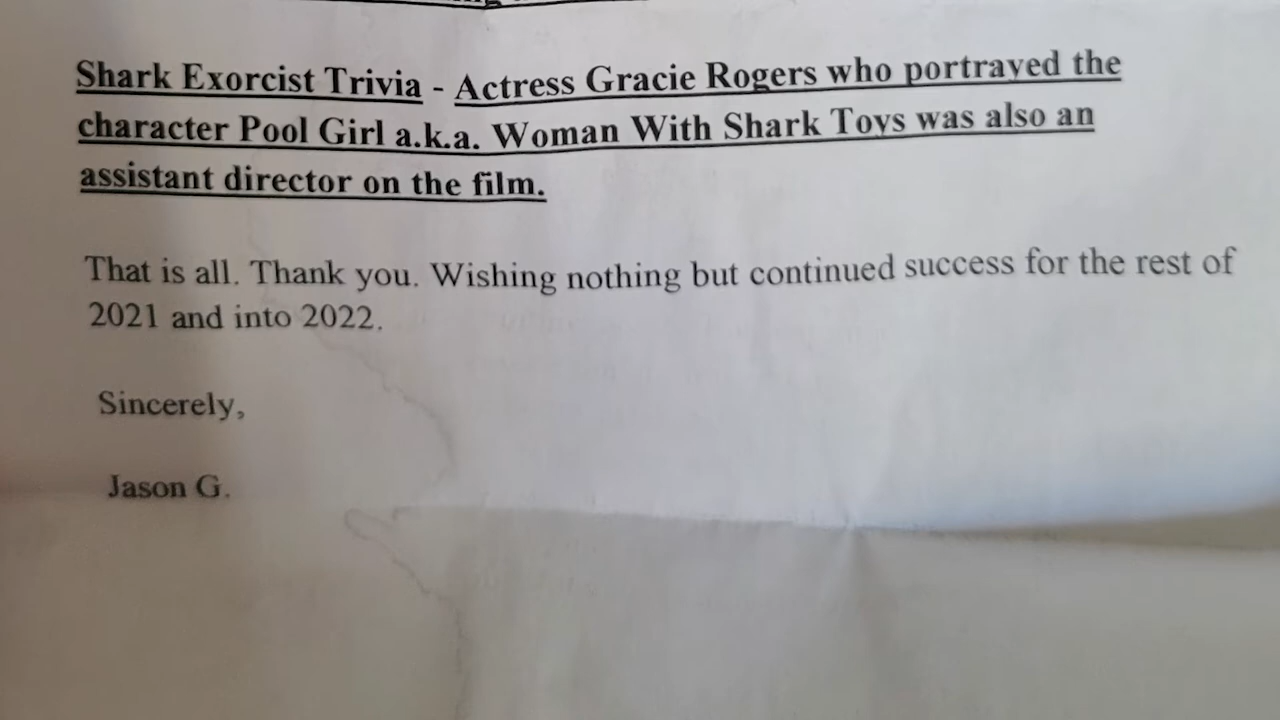 Shark Exorcist Trivia - Actress Gracie Rogers who portrayed the
character Pool Girl a.k.a. Woman With Shark Toys was also an
assistant director on the film.
That is all. Thank you. Wishing nothing but continued success for the rest of
2021 and into 2022.
Sincerely,
Jason G.